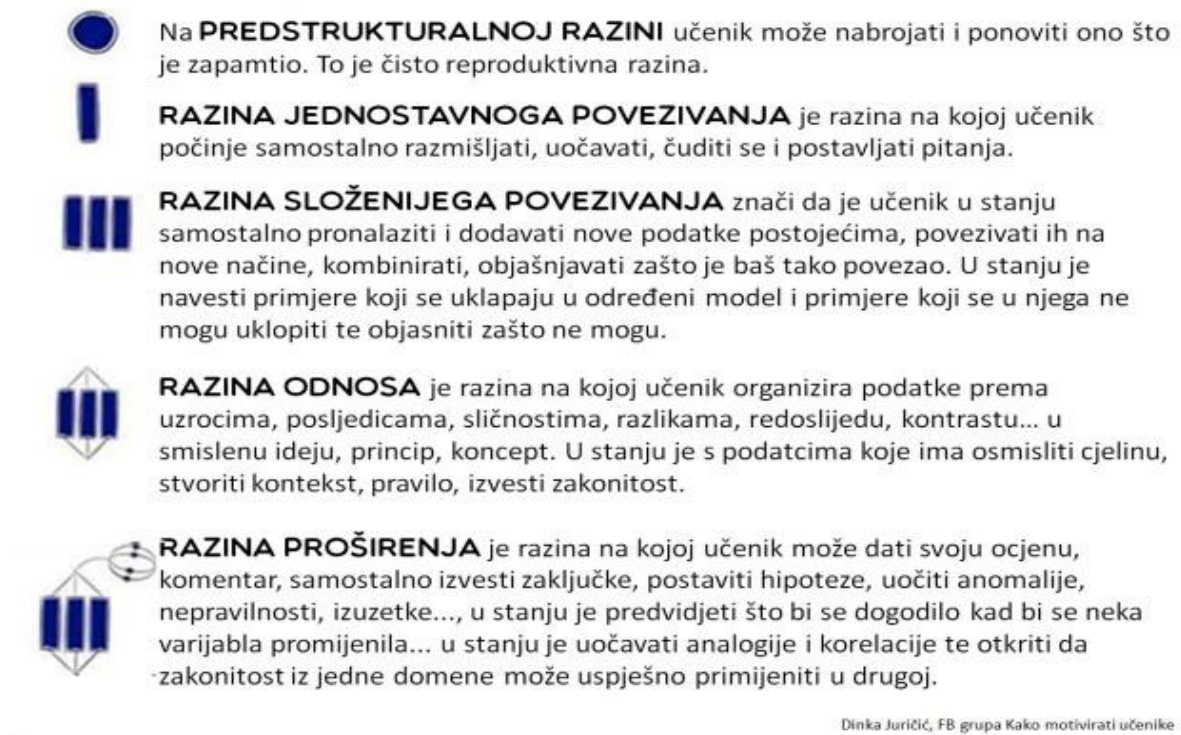 Na PREDSTRUKTURALNOJ RAZINI učenik može nabrojati i ponoviti ono što
je zapamtio. To je čisto reproduktivna razina.
RAZINA JEDNOSTAVNOGA POVEZIVANJA je razina na kojoj učenik
počinje samostalno razmišljati, uočavati, čuditi se i postavljati pitanja.
RAZINA SLOŽENIJEGA POVEZIVANJA znači da je učenik u stanju
samostalno pronalaziti i dodavati nove podatke postojećima, povezivati ih na
nove načine, kombinirati, objašnjavati zašto je baš tako povezao. U stanju je
navesti primjere koji se uklapaju u određeni model i primjere koji se u njega ne
mogu uklopiti te objasniti zašto ne mogu.
RAZINA ODNOSA je razina na kojoj učenik organizira podatke prema
uzrocima, posljedicama, sličnostima, razlikama, redoslijedu, kontrastu... u
smislenu ideju, princip, koncept. U stanju je s podatcima koje ima osmisliti cjelinu,
stvoriti kontekst, pravilo, izvesti zakonitost.
RAZINA PROŠIRENJA je razina na kojoj učenik može dati svoju ocjenu,
komentar, samostalno izvesti zaključke, postaviti hipoteze, uočiti anomalije,
nepravilnosti, izuzetke..., u stanju je predvidjeti što bi se dogodilo kad bi se neka
varijabla promijenila... u stanju je uočavati analogije i korelacije te otkriti da
zakonitost iz jedne domene može uspješno primijeniti u drugoj.
Dinka Juričić, FB grupa Kako motivirati učenike